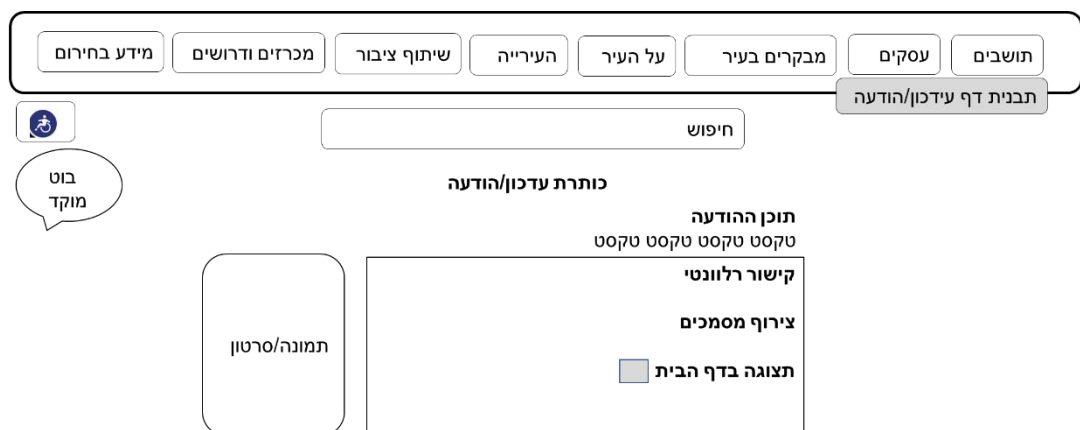 תושבים
עסקים
מבקרים בעיר
על העיר
העירייה
שיתוף ציבור
מכרזים ודרושים
מידע בחירום
תבנית דף עידכון/הודעה
חיפוש
בוט
מוקד
כותרת עדכון/הודעה
תוכן ההודעה
טקסט טקסט טקסט טקסט
קישור רלוונטי
צירוף מסמכים
תצוגה בדף הבית
תמונה/סרטון